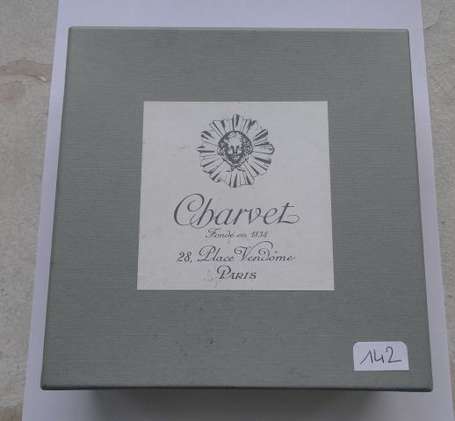 Charvet
Fondé en 1838
28, Place Vendôme
PARIS
142